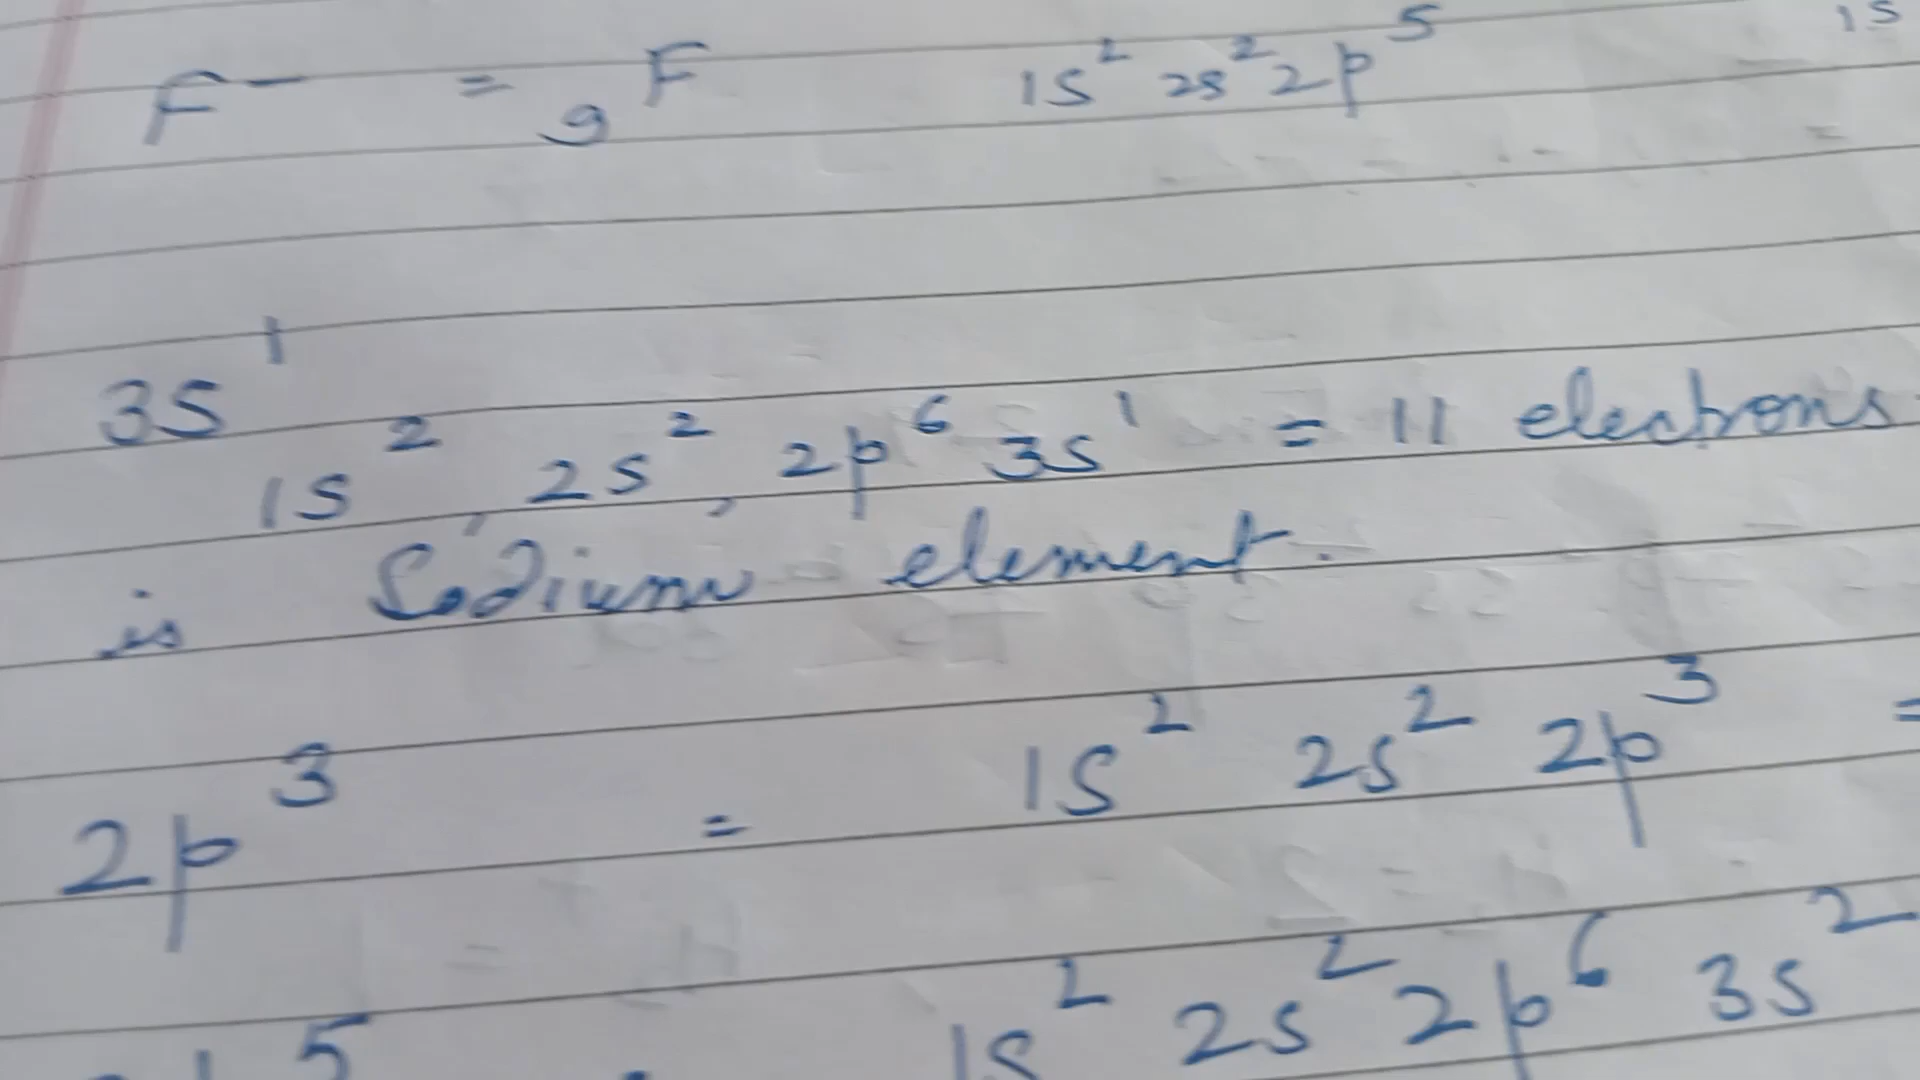 F⁻ = ₉F 1s² 2s² 2p⁵ 1s
3s¹
1s², 2s², 2p⁶ 3s¹ = 11 electrons
is Sodium element.
2p³ = 1s² 2s² 2p³ =
5 1s² 2s² 2p⁶ 3s²